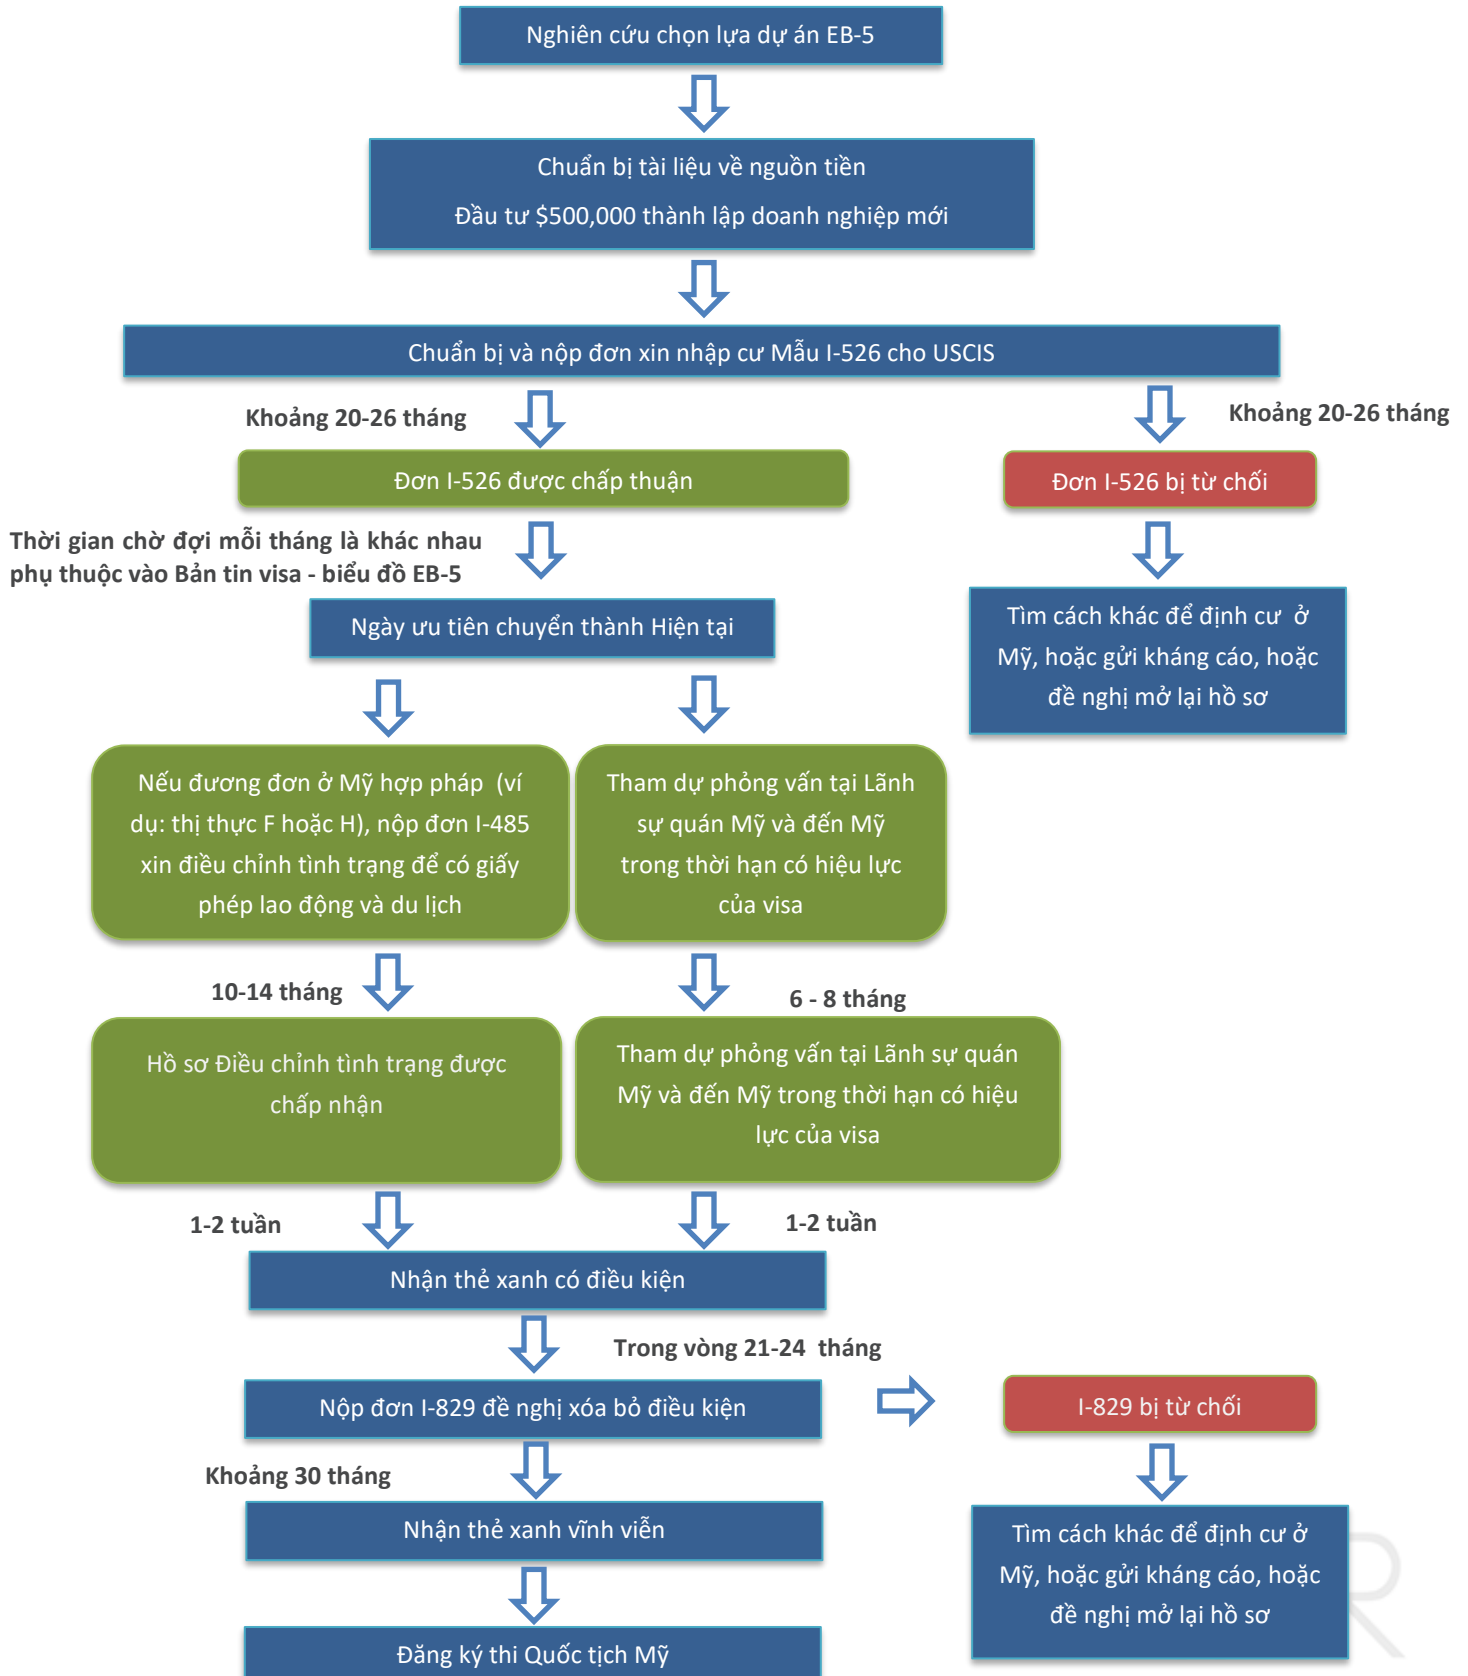 Nghiên cứu chọn lựa dự án EB-5
Chuẩn bị tài liệu về nguồn tiền
Đầu tư $500,000 thành lập doanh nghiệp mới
Chuẩn bị và nộp đơn xin nhập cư Mẫu I-526 cho USCIS
Khoảng 20-26 tháng
Khoảng 20-26 tháng
Đơn I-526 được chấp thuận
Đơn I-526 bị từ chối
Thời gian chờ đợi mỗi tháng là khác nhau
phụ thuộc vào Bản tin visa - biểu đồ EB-5
Ngày ưu tiên chuyển thành Hiện tại
Tìm cách khác để định cư ở
Mỹ, hoặc gửi kháng cáo, hoặc
đề nghị mở lại hồ sơ
Nếu đương đơn ở Mỹ hợp pháp (ví
dụ: thị thực F hoặc H), nộp đơn I-485
xin điều chỉnh tình trạng để có giấy
phép lao động và du lịch
Tham dự phỏng vấn tại Lãnh
sự quán Mỹ và đến Mỹ
trong thời hạn có hiệu lực
của visa
10-14 tháng
6 - 8 tháng
Hồ sơ Điều chỉnh tình trạng được
chấp nhận
Tham dự phỏng vấn tại Lãnh sự quán
Mỹ và đến Mỹ trong thời hạn có hiệu
lực của visa
1-2 tuần
1-2 tuần
Nhận thẻ xanh có điều kiện
Trong vòng 21-24 tháng
Nộp đơn I-829 đề nghị xóa bỏ điều kiện
I-829 bị từ chối
Khoảng 30 tháng
Nhận thẻ xanh vĩnh viễn
Tìm cách khác để định cư ở
Mỹ, hoặc gửi kháng cáo, hoặc
đề nghị mở lại hồ sơ
Đăng ký thi Quốc tịch Mỹ
R